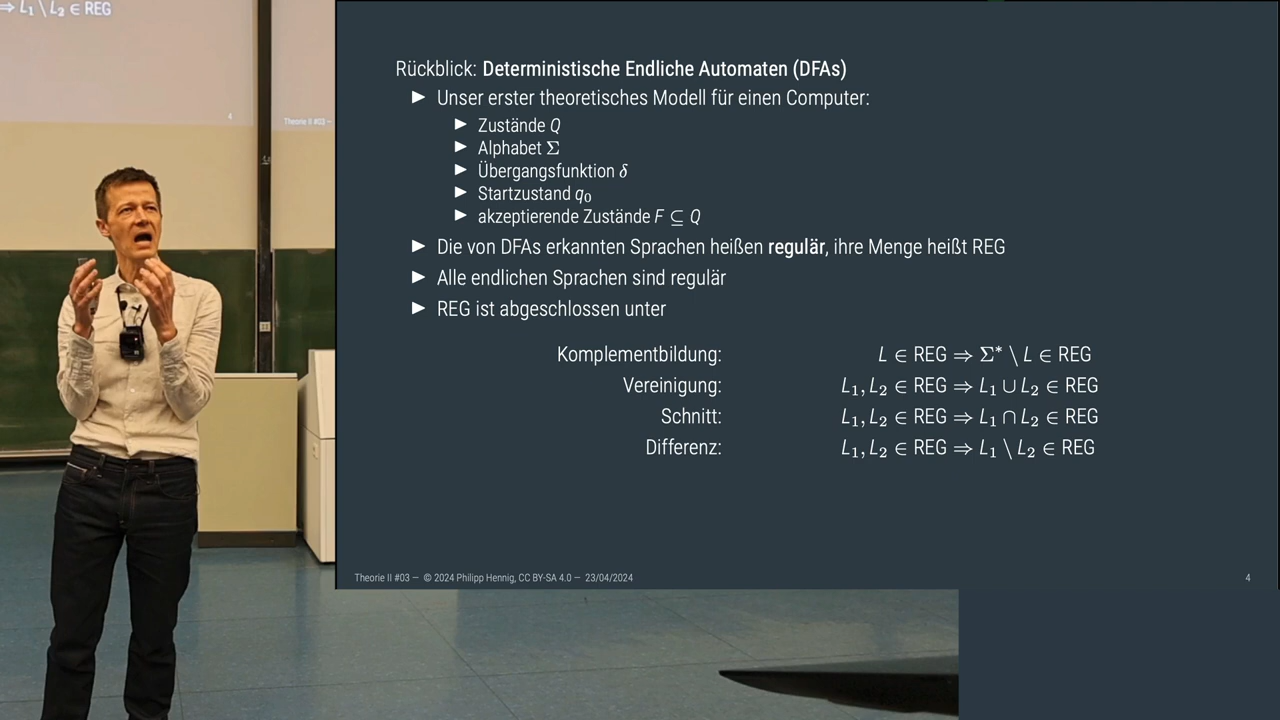 ⇒ L₁ \ L₂ ∈ REG
4
Theorie II #03 –
Rückblick: Deterministische Endliche Automaten (DFAs)
▶ Unser erster theoretisches Modell für einen Computer:
▶ Zustände Q
▶ Alphabet Σ
▶ Übergangsfunktion δ
▶ Startzustand q₀
▶ akzeptierende Zustände F ⊆ Q
▶ Die von DFAs erkannten Sprachen heißen regulär, ihre Menge heißt REG
▶ Alle endlichen Sprachen sind regulär
▶ REG ist abgeschlossen unter
Komplementbildung: L ∈ REG ⇒ Σ* \ L ∈ REG
Vereinigung: L₁, L₂ ∈ REG ⇒ L₁ ∪ L₂ ∈ REG
Schnitt: L₁, L₂ ∈ REG ⇒ L₁ ∩ L₂ ∈ REG
Differenz: L₁, L₂ ∈ REG ⇒ L₁ \ L₂ ∈ REG
Theorie II #03 – © 2024 Philipp Hennig, CC BY-SA 4.0 – 23/04/2024 4